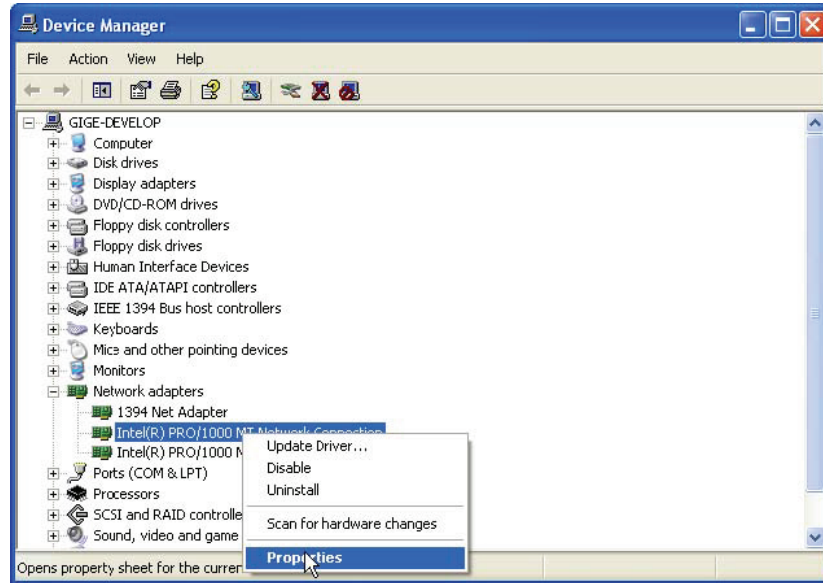 Device Manager
File Action View Help
GIGE-DEVELOP
Computer
Disk drives
Display adapters
DVD/CD-ROM drives
Floppy disk controllers
Floppy disk drives
Human Interface Devices
IDE ATA/ATAPI controllers
IEEE 1394 Bus host controllers
Keyboards
Mice and other pointing devices
Monitors
Network adapters
1394 Net Adapter
Intel(R) PRO/1000 MT Network Connection
Intel(R) PRO/1000
Update Driver...
Disable
Uninstall
Scan for hardware changes
Properties
Ports (COM & LPT)
Processors
SCSI and RAID
Sound, video and game
Opens property sheet for the